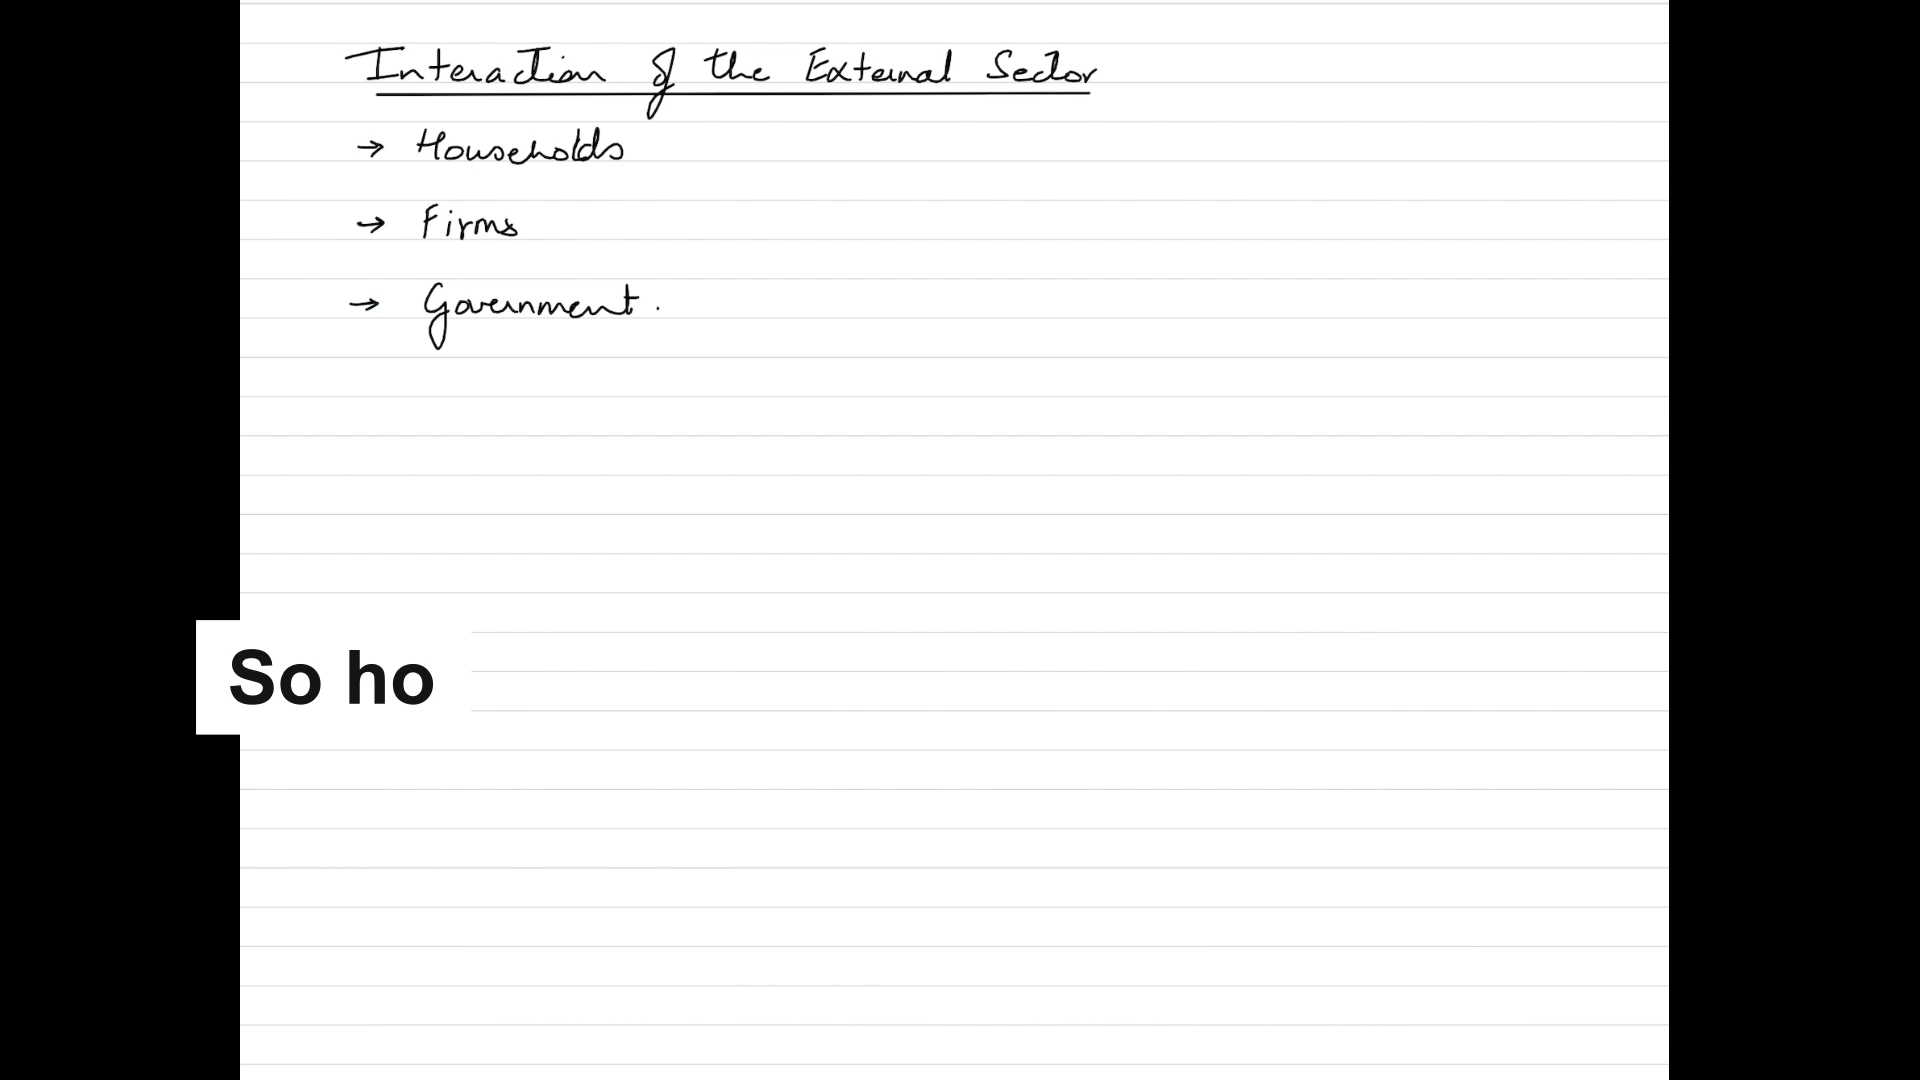 Interaction of the External Sector
→ Households
→ Firms
→ Government.
So ho